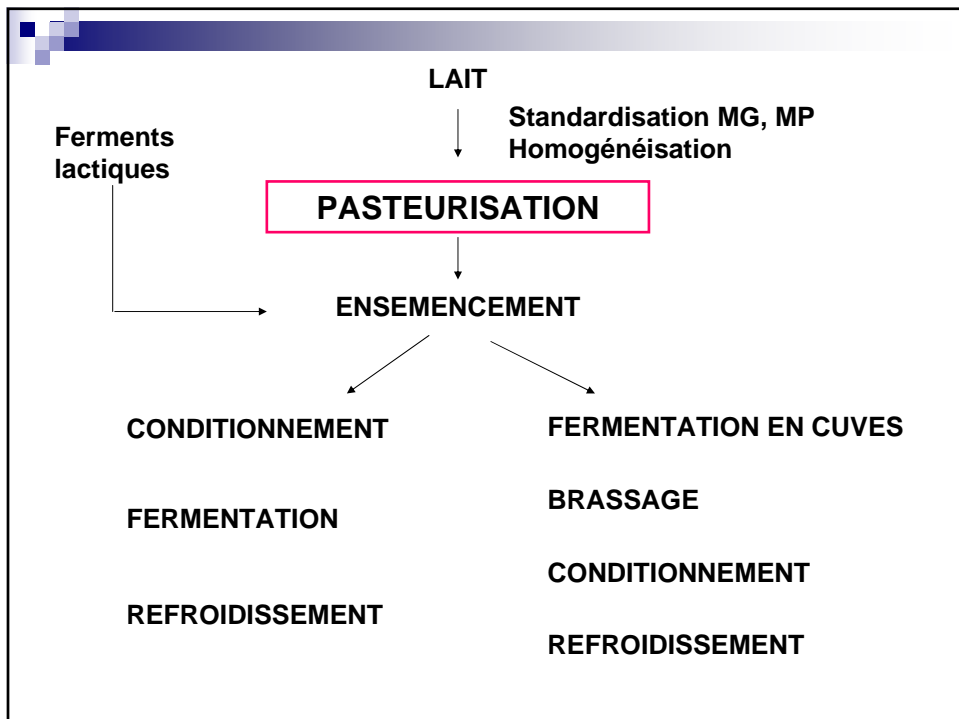 LAIT
Standardisation MG, MP
Homogénéisation
Ferments
lactiques
PASTEURISATION
ENSEMENCEMENT
CONDITIONNEMENT
FERMENTATION
REFROIDISSEMENT
FERMENTATION EN CUVES
BRASSAGE
CONDITIONNEMENT
REFROIDISSEMENT